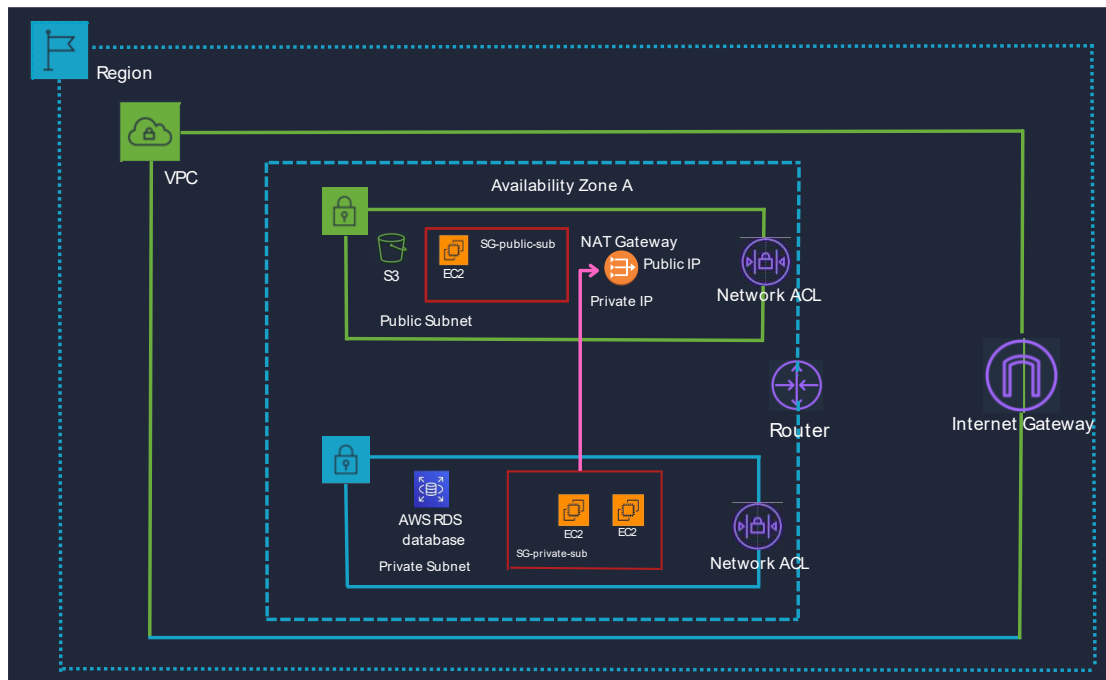 Region
VPC
Availability Zone A
S3
EC2
SG-public-sub
NAT Gateway
Public IP
Private IP
Network ACL
Public Subnet
Router
Internet Gateway
AWS RDS
database
Private Subnet
EC2
EC2
SG-private-sub
Network ACL